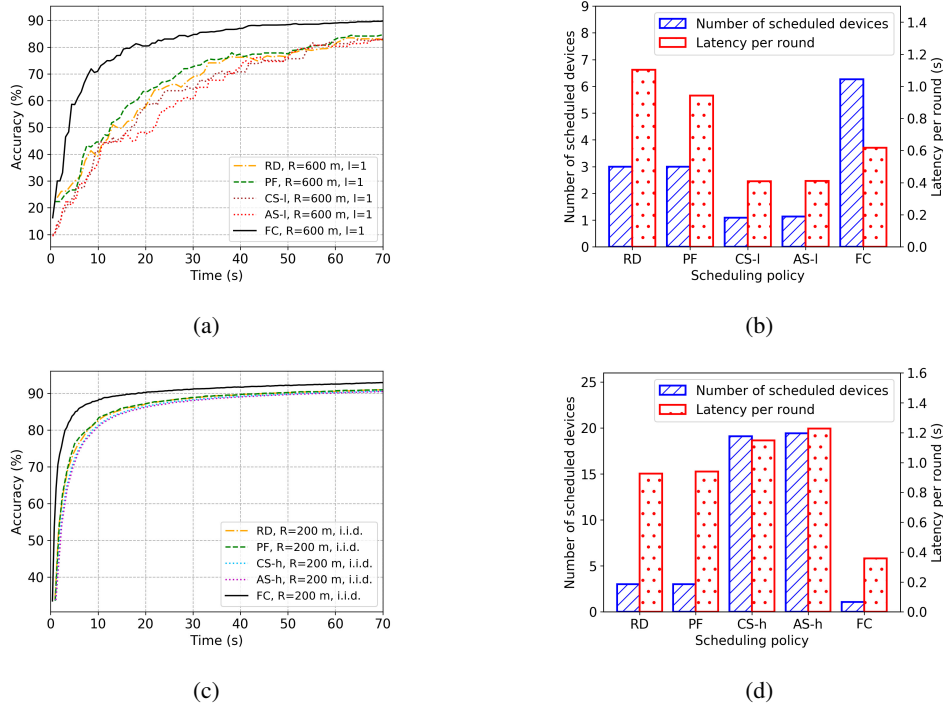 90
80
70
60
50
40
30
20
10
Accuracy (%)
RD, R=600 m, l=1
PF, R=600 m, l=1
CS-l, R=600 m, l=1
AS-l, R=600 m, l=1
FC, R=600 m, l=1
0 10 20 30 40 50 60 70
Time (s)
(a)
9
8
7
6
5
4
3
2
1
0
Number of scheduled devices
Number of scheduled devices
Latency per round
1.4
1.2
1.0
0.8
0.6
0.4
0.2
0.0
Latency per round (s)
RD PF CS-l AS-l FC
Scheduling policy
(b)
90
80
70
60
50
40
Accuracy (%)
RD, R=200 m, i.i.d.
PF, R=200 m, i.i.d.
CS-h, R=200 m, i.i.d.
AS-h, R=200 m, i.i.d.
FC, R=200 m, i.i.d.
0 10 20 30 40 50 60 70
Time (s)
(c)
25
20
15
10
5
0
Number of scheduled devices
Number of scheduled devices
Latency per round
1.6
1.4
1.2
1.0
0.8
0.6
0.4
0.2
0.0
Latency per round (s)
RD PF CS-h AS-h FC
Scheduling policy
(d)